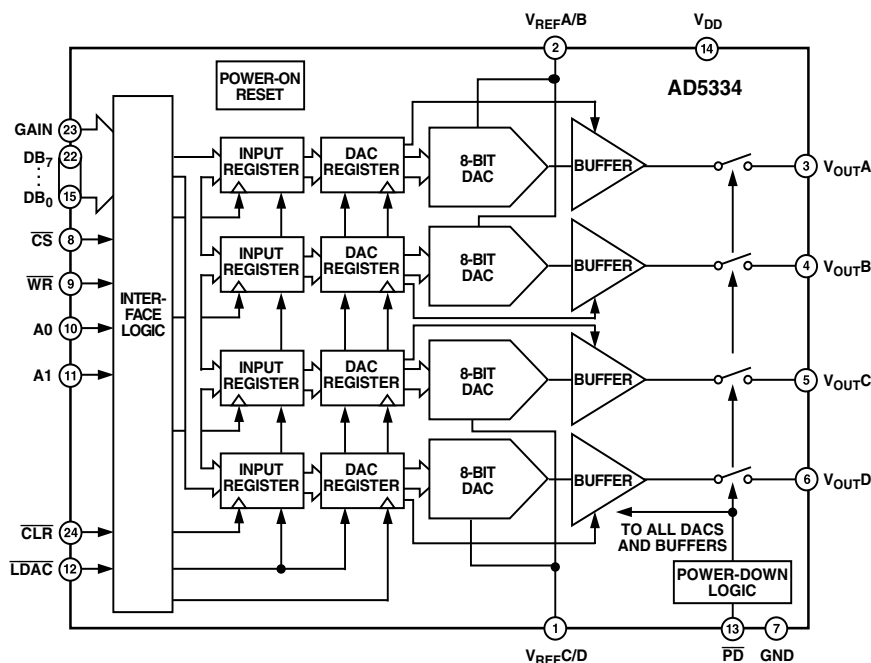 VREFA/B
VDD
2
14
POWER-ON
RESET
AD5334
GAIN 23
DB7 22
DB0 15
CS 8
WR 9
A0 10
A1 11
CLR 24
LDAC 12
INTER-
FACE
LOGIC
INPUT
REGISTER
DAC
REGISTER
8-BIT
DAC
BUFFER
3 VOUTA
INPUT
REGISTER
DAC
REGISTER
8-BIT
DAC
BUFFER
4 VOUTB
INPUT
REGISTER
DAC
REGISTER
8-BIT
DAC
BUFFER
5 VOUTC
INPUT
REGISTER
DAC
REGISTER
8-BIT
DAC
BUFFER
6 VOUTD
TO ALL DACS
AND BUFFERS
POWER-DOWN
LOGIC
1
13
7
VREFC/D
PD
GND